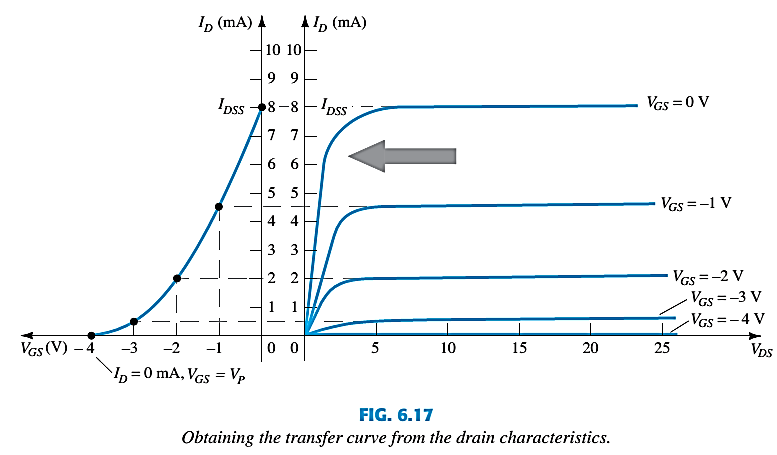 I_D (mA) I_D (mA)
10 10
9 9
I_DSS 8 8 I_DSS V_GS = 0 V
7 7
6 6
5 5
V_GS = –1 V
4 4
3 3
2 2 V_GS = –2 V
V_GS = –3 V
1 1 V_GS = – 4 V
V_GS (V) – 4 –3 –2 –1 0 0 5 10 15 20 25 V_DS
I_D = 0 mA, V_GS = V_P
FIG. 6.17
Obtaining the transfer curve from the drain characteristics.